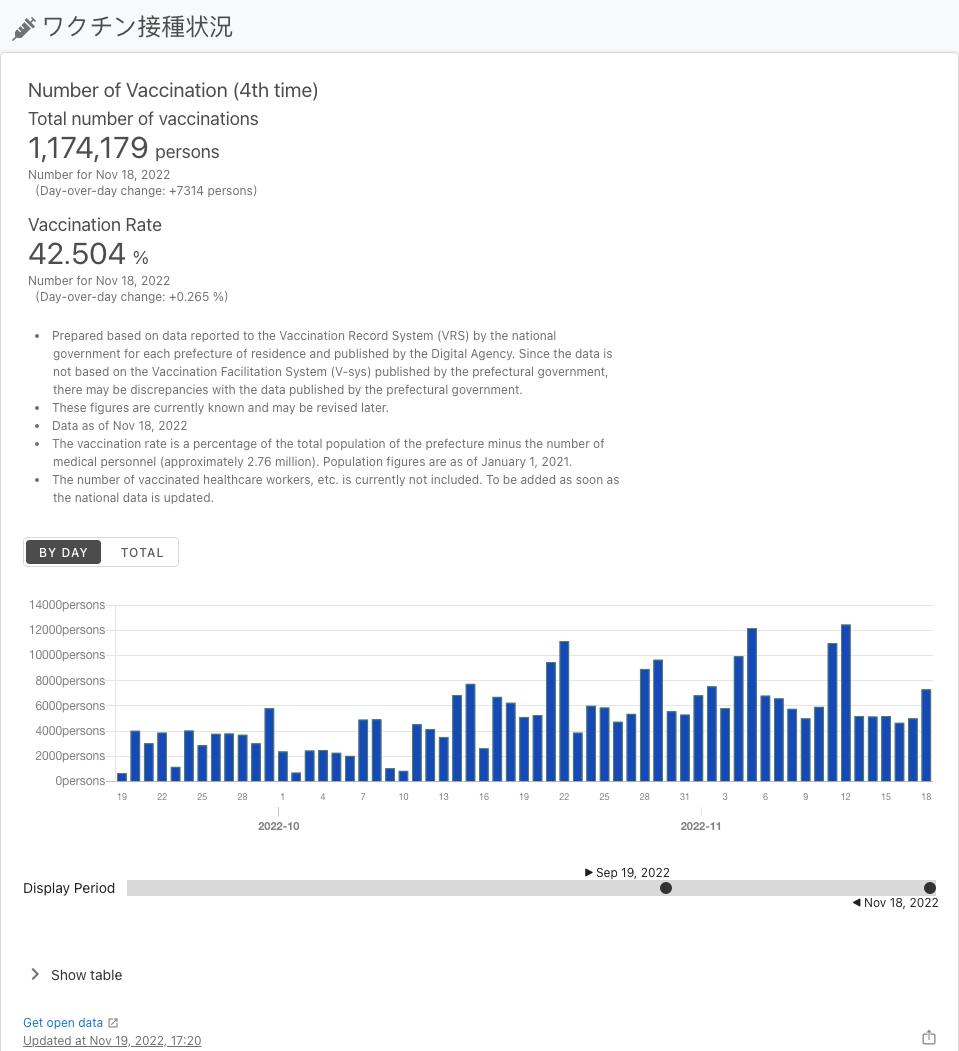 ワクチン接種状況
Number of Vaccination (4th time)
Total number of vaccinations
1,174,179 persons
Number for Nov 18, 2022
(Day-over-day change: +7314 persons)
Vaccination Rate
42.504 %
Number for Nov 18, 2022
(Day-over-day change: +0.265 %)
• Prepared based on data reported to the Vaccination Record System (VRS) by the national
government for each prefecture of residence and published by the Digital Agency. Since the data is
not based on the Vaccination Facilitation System (V-sys) published by the prefectural government,
there may be discrepancies with the data published by the prefectural government.
• These figures are currently known and may be revised later.
• Data as of Nov 18, 2022
• The vaccination rate is a percentage of the total population of the prefecture minus the number of
medical personnel (approximately 2.76 million). Population figures are as of January 1, 2021.
• The number of vaccinated healthcare workers, etc. is currently not included. To be added as soon as
the national data is updated.
BY DAY TOTAL
14000persons
12000persons
10000persons
8000persons
6000persons
4000persons
2000persons
0persons
19 22 25 28 1 4 7 10 13 16 19 22 25 28 31 3 6 9 12 15 18
2022-10 2022-11
Sep 19, 2022
Display Period
Nov 18, 2022
Show table
Get open data
Updated at Nov 19, 2022, 17:20